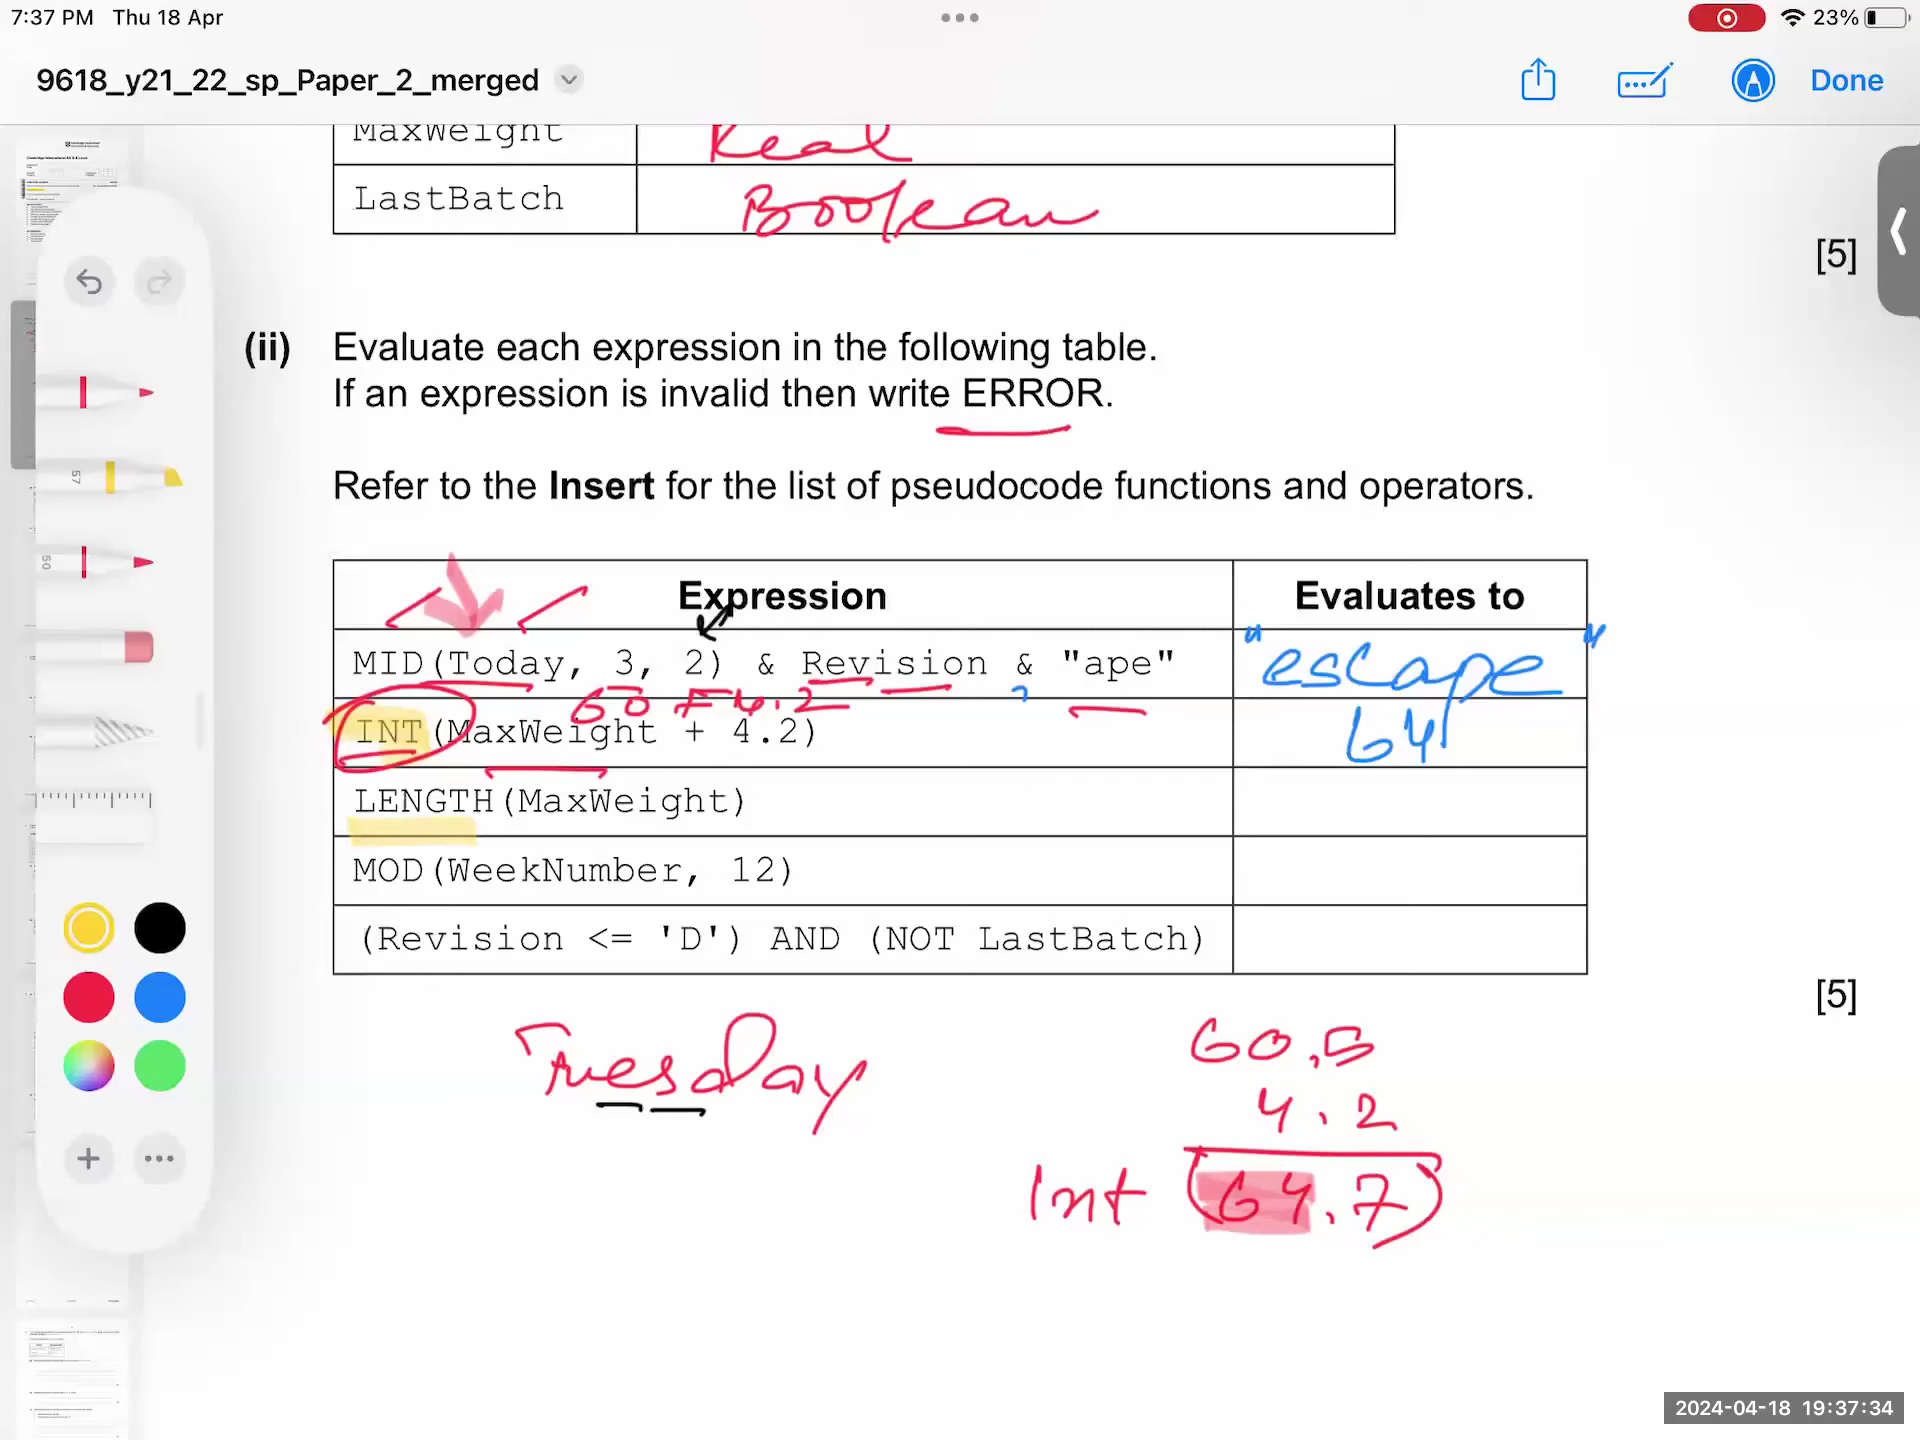 7:37 PM Thu 18 Apr
23%
9618_y21_22_sp_Paper_2_merged
Done
MaxWeight Real
LastBatch Boolean
[5]
(ii) Evaluate each expression in the following table.
If an expression is invalid then write ERROR.
Refer to the Insert for the list of pseudocode functions and operators.
Expression Evaluates to
MID(Today, 3, 2) & Revision & "ape" "escape"
60 + 4.2
INT(MaxWeight + 4.2) 64
LENGTH(MaxWeight)
MOD(WeekNumber, 12)
(Revision <= 'D') AND (NOT LastBatch)
[5]
Tuesday
60.5
4.2
Int (64.7)
57
50
2024-04-18 19:37:34